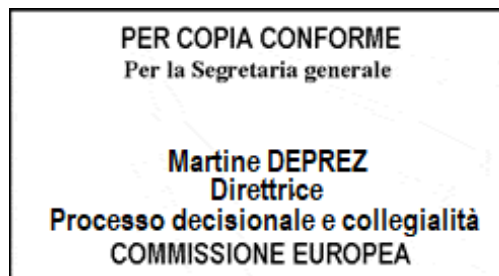 PER COPIA CONFORME
Per la Segretaria generale
Martine DEPREZ
Direttrice
Processo decisionale e collegialità
COMMISSIONE EUROPEA